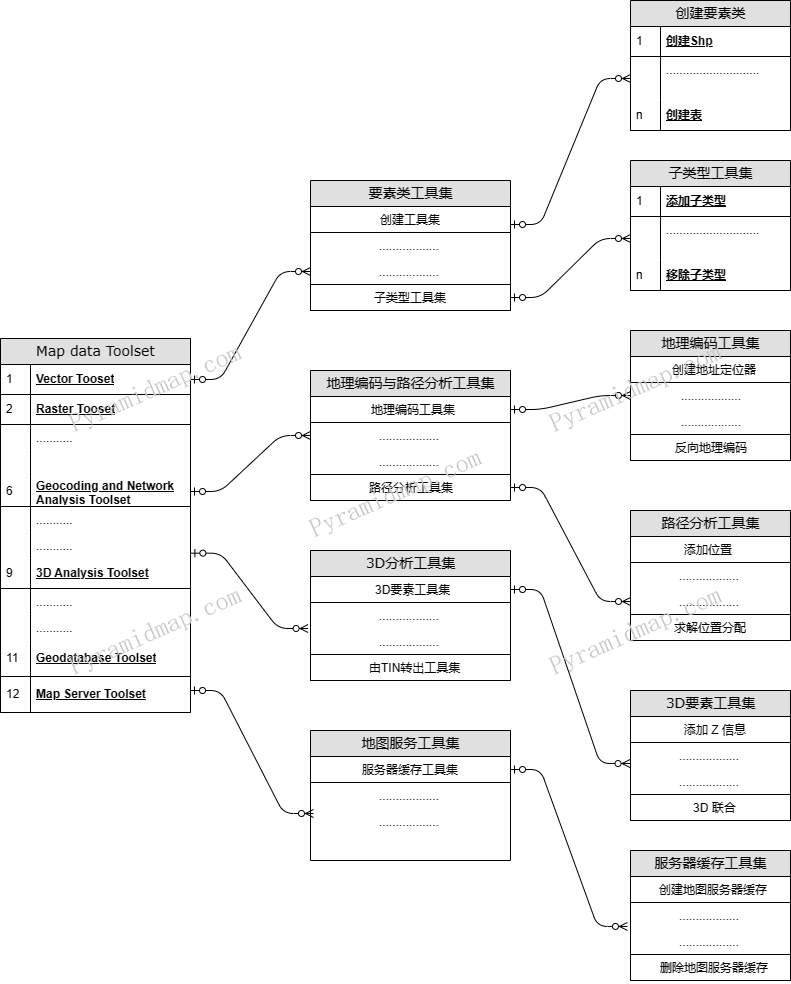 创建要素类
1 创建Shp
............................
n 创建表
子类型工具集
1 添加子类型
............................
n 移除子类型
要素类工具集
创建工具集
..................
..................
子类型工具集
Map data Toolset
1 Vector Tooset
2 Raster Tooset
...........
6 Geocoding and Network
Analysis Toolset
...........
...........
9 3D Analysis Toolset
...........
...........
11 Geodatabase Toolset
12 Map Server Toolset
地理编码与路径分析工具集
地理编码工具集
..................
..................
路径分析工具集
3D分析工具集
3D要素工具集
..................
..................
由TIN转出工具集
地图服务工具集
服务器缓存工具集
..................
..................
地理编码工具集
创建地址定位器
..................
..................
反向地理编码
路径分析工具集
添加位置
..................
..................
求解位置分配
3D要素工具集
添加 Z 信息
..................
..................
3D 联合
服务器缓存工具集
创建地图服务器缓存
..................
..................
删除地图服务器缓存
Pyramidmap.com
Pyramidmap.com
Pyramidmap.com
Pyramidmap.com
Pyramidmap.com